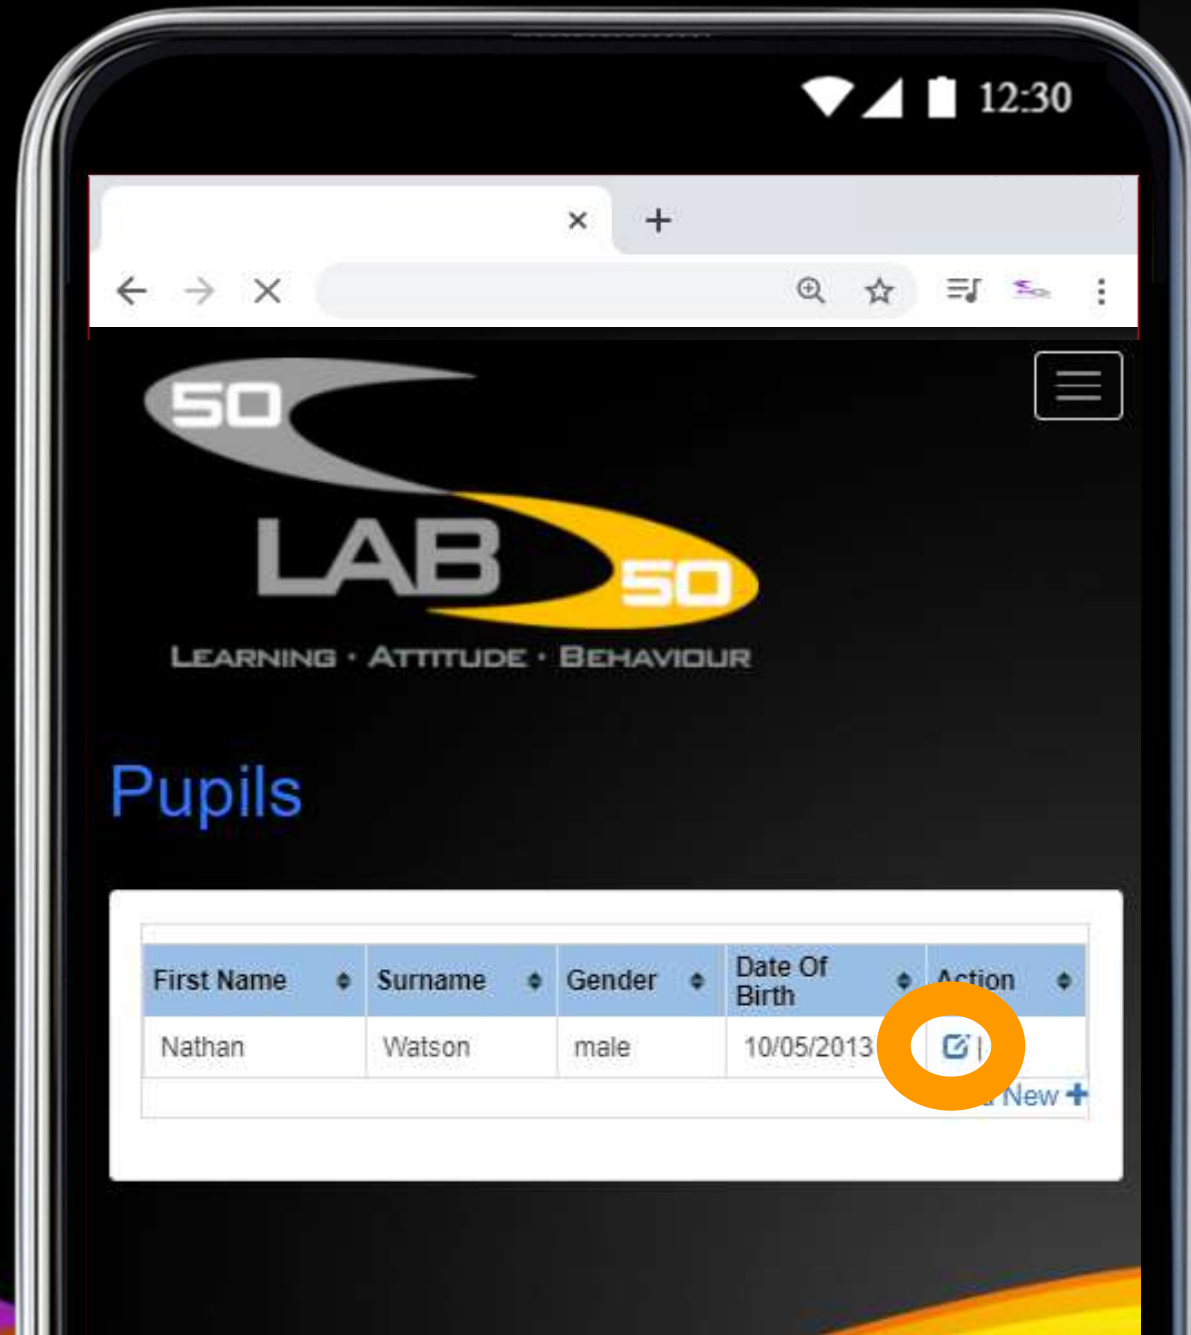 12:30
50
LAB 50
LEARNING · ATTITUDE · BEHAVIOUR
Pupils
First Name Surname Gender Date Of Birth Action
Nathan Watson male 10/05/2013 |
New +